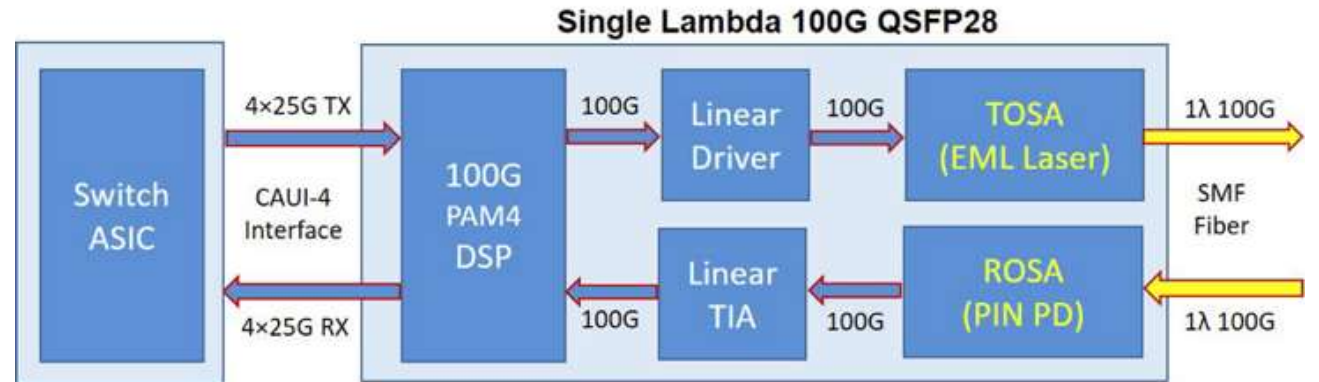 Single Lambda 100G QSFP28
Switch
ASIC
4×25G TX
CAUI-4
Interface
4×25G RX
100G
PAM4
DSP
100G
Linear
Driver
100G
TOSA
(EML Laser)
1λ 100G
SMF
Fiber
100G
Linear
TIA
100G
ROSA
(PIN PD)
1λ 100G